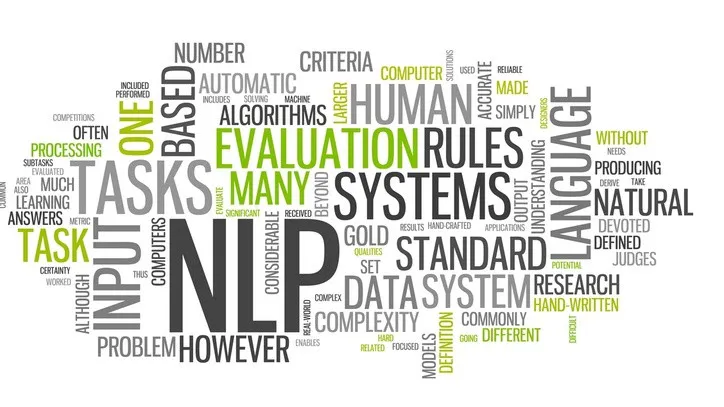 NUMBER
CRITERIA
INCLUDED
PERFORMED
AUTOMATIC
COMPUTER
SOLUTIONS
USED
RELIABLE
ONE
BASED
INCLUDES
SOLVING
MACHINE
LARGER
HUMAN
ACCURATE
MADE
COMPETITIONS
OFTEN
ALGORITHMS
SIMPLY
DESIGNERS
LANGUAGE
PROCESSING
EVALUATION
RULES
WITHOUT
NEEDS
SUBTASKS
EVALUATED
TASKS
MANY
BEYOND
SYSTEMS
OUTPUT
UNDERSTANDING
PRODUCING
AREA
ALSO
MUCH
DERIVE
TAKE
COMMON
LEARNING
EVALUATE
NATURAL
ANSWERS
METRIC
SIGNIFICANT
RECEIVED
DEVOTED
TASK
INPUT
COMPUTERS
NLP
CONSIDERABLE
GOLD
RESULTS
HAND-CRAFTED
APPLICATIONS
DEFINED
QUALITIES
STANDARD
JUDGES
CERTAINTY
SET
POTENTIAL
WORKED
THUS
DATA
SYSTEM
RESEARCH
ALTHOUGH
REAL-WORLD
COMPLEX
HAND-WRITTEN
COMPLEXITY
DEFINITION
COMMONLY
PROBLEM
HOWEVER
ENABLES
HARD
RELATED
FOCUSED
MODELS
GOING
DIFFERENT
DIFFICULT